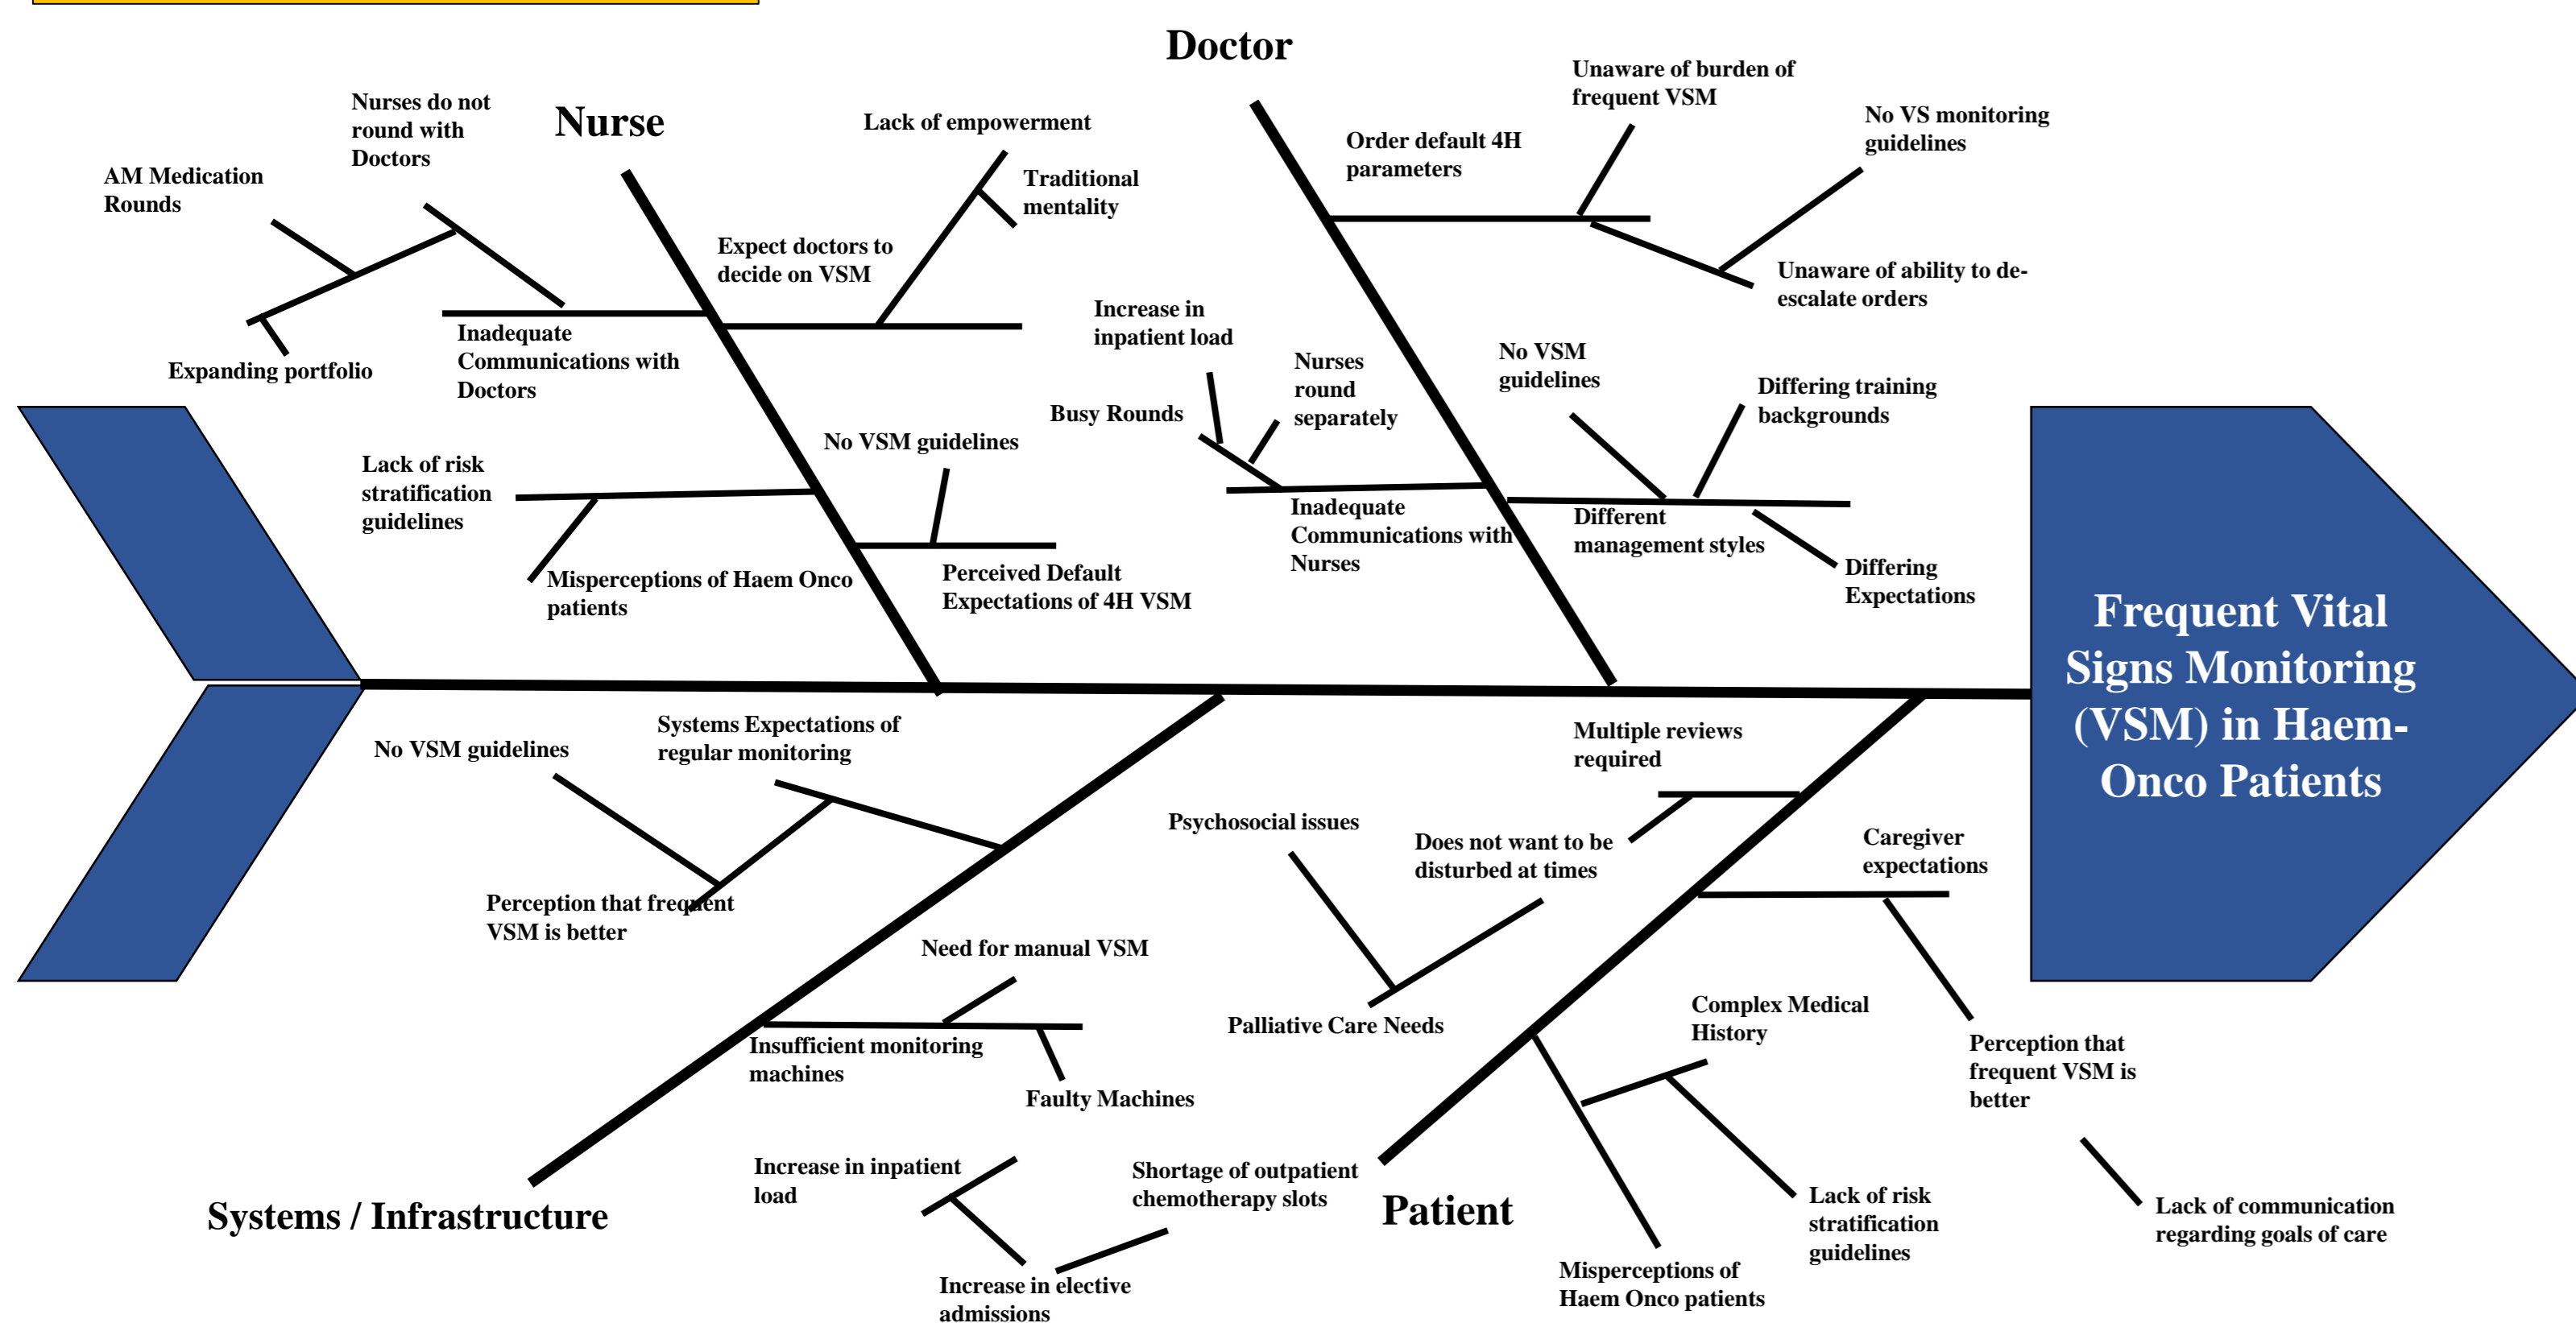 Doctor
Nurse
Nurses do not
round with
Doctors
AM Medication
Rounds
Expanding portfolio
Inadequate
Communications with
Doctors
Lack of empowerment
Traditional
mentality
Expect doctors to
decide on VSM
Lack of risk
stratification
guidelines
Misperceptions of Haem Onco
patients
No VSM guidelines
Perceived Default
Expectations of 4H VSM
Order default 4H
parameters
Unaware of burden of
frequent VSM
No VS monitoring
guidelines
Unaware of ability to de-
escalate orders
Increase in
inpatient load
Nurses
round
separately
Busy Rounds
Inadequate
Communications with
Nurses
No VSM
guidelines
Differing training
backgrounds
Different
management styles
Differing
Expectations
Frequent Vital
Signs Monitoring
(VSM) in Haem-
Onco Patients
No VSM guidelines
Systems Expectations of
regular monitoring
Perception that frequent
VSM is better
Need for manual VSM
Insufficient monitoring
machines
Faulty Machines
Increase in inpatient
load
Shortage of outpatient
chemotherapy slots
Increase in elective
admissions
Systems / Infrastructure
Multiple reviews
required
Psychosocial issues
Does not want to be
disturbed at times
Palliative Care Needs
Caregiver
expectations
Complex Medical
History
Perception that
frequent VSM is
better
Lack of risk
stratification
guidelines
Lack of communication
regarding goals of care
Misperceptions of
Haem Onco patients
Patient